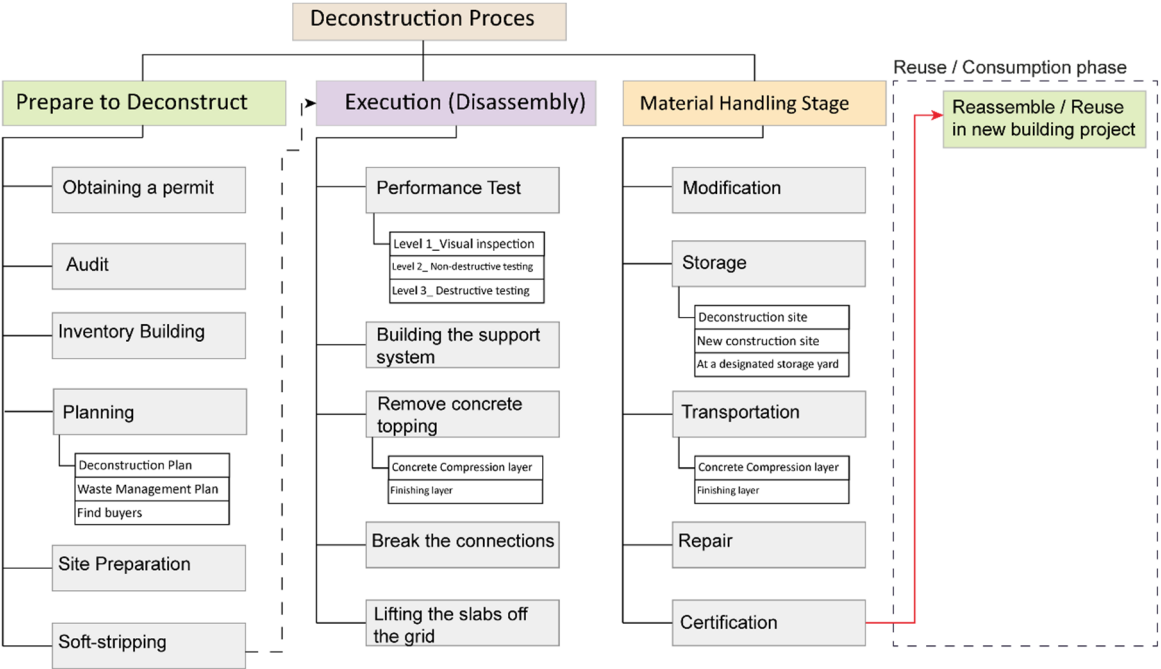 Deconstruction Proces
Prepare to Deconstruct
Obtaining a permit
Audit
Inventory Building
Planning
Deconstruction Plan
Waste Management Plan
Find buyers
Site Preparation
Soft-stripping
Execution (Disassembly)
Performance Test
Level 1_Visual inspection
Level 2_ Non-destructive testing
Level 3_ Destructive testing
Building the support
system
Remove concrete
topping
Concrete Compression layer
Finishing layer
Break the connections
Lifting the slabs off
the grid
Material Handling Stage
Modification
Storage
Deconstruction site
New construction site
At a designated storage yard
Transportation
Concrete Compression layer
Finishing layer
Repair
Certification
Reuse / Consumption phase
Reassemble / Reuse
in new building project